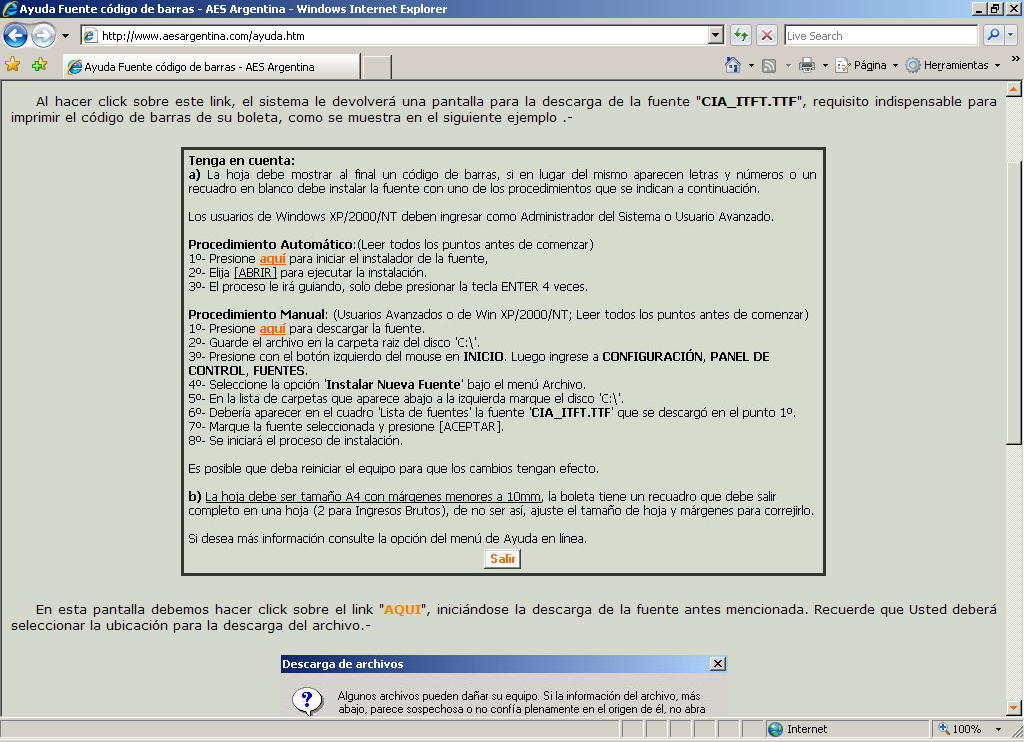 Ayuda Fuente código de barras - AES Argentina - Windows Internet Explorer
http://www.aesargentina.com/ayuda.htm
Live Search
Ayuda Fuente código de barras - AES Argentina
Página
Herramientas
Al hacer click sobre este link, el sistema le devolverá una pantalla para la descarga de la fuente "CIA_ITFT.TTF", requisito indispensable para
imprimir el código de barras de su boleta, como se muestra en el siguiente ejemplo .-
Tenga en cuenta:
a) La hoja debe mostrar al final un código de barras, si en lugar del mismo aparecen letras y números o un
recuadro en blanco debe instalar la fuente con uno de los procedimientos que se indican a continuación.
Los usuarios de Windows XP/2000/NT deben ingresar como Administrador del Sistema o Usuario Avanzado.
Procedimiento Automático:(Leer todos los puntos antes de comenzar)
1º- Presione aquí para iniciar el instalador de la fuente,
2º- Elija [ABRIR] para ejecutar la instalación.
3º- El proceso le irá guiando, solo debe presionar la tecla ENTER 4 veces.
Procedimiento Manual: (Usuarios Avanzados o de Win XP/2000/NT; Leer todos los puntos antes de comenzar)
1º- Presione aquí para descargar la fuente.
2º- Guarde el archivo en la carpeta raiz del disco 'C:\'.
3º- Presione con el botón izquierdo del mouse en INICIO. Luego ingrese a CONFIGURACIÓN, PANEL DE
CONTROL, FUENTES.
4º- Seleccione la opción 'Instalar Nueva Fuente' bajo el menú Archivo.
5º- En la lista de carpetas que aparece abajo a la izquierda marque el disco 'C:\'.
6º- Debería aparecer en el cuadro 'Lista de fuentes' la fuente 'CIA_ITFT.TTF' que se descargó en el punto 1º.
7º- Marque la fuente seleccionada y presione [ACEPTAR].
8º- Se iniciará el proceso de instalación.
Es posible que deba reiniciar el equipo para que los cambios tengan efecto.
b) La hoja debe ser tamaño A4 con márgenes menores a 10mm, la boleta tiene un recuadro que debe salir
completo en una hoja (2 para Ingresos Brutos), de no ser así, ajuste el tamaño de hoja y márgenes para correjirlo.
Si desea más información consulte la opción del menú de Ayuda en línea.
Salir
En esta pantalla debemos hacer click sobre el link "AQUI", iniciándose la descarga de la fuente antes mencionada. Recuerde que Usted deberá
seleccionar la ubicación para la descarga del archivo.-
Descarga de archivos
Algunos archivos pueden dañar su equipo. Si la información del archivo, más
abajo, parece sospechosa o no confía plenamente en el origen de él, no abra
Internet
100%